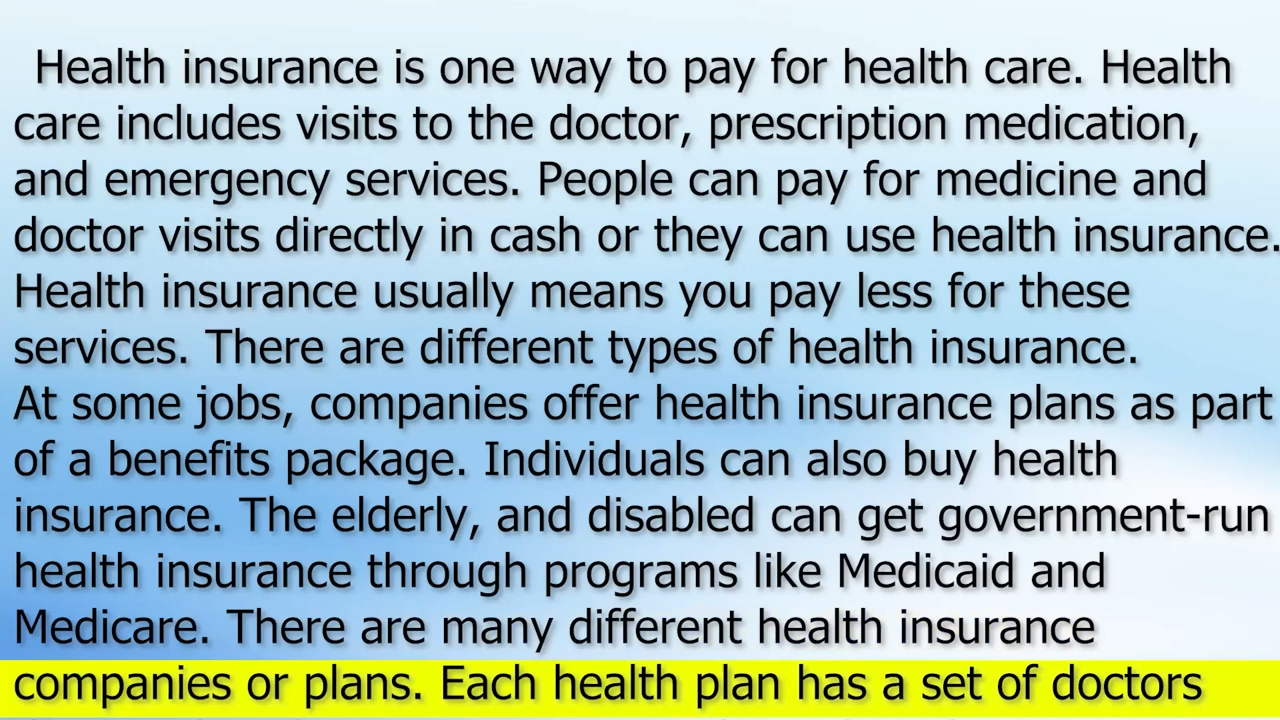 Health insurance is one way to pay for health care. Health
care includes visits to the doctor, prescription medication,
and emergency services. People can pay for medicine and
doctor visits directly in cash or they can use health insurance.
Health insurance usually means you pay less for these
services. There are different types of health insurance.
At some jobs, companies offer health insurance plans as part
of a benefits package. Individuals can also buy health
insurance. The elderly, and disabled can get government-run
health insurance through programs like Medicaid and
Medicare. There are many different health insurance
companies or plans. Each health plan has a set of doctors